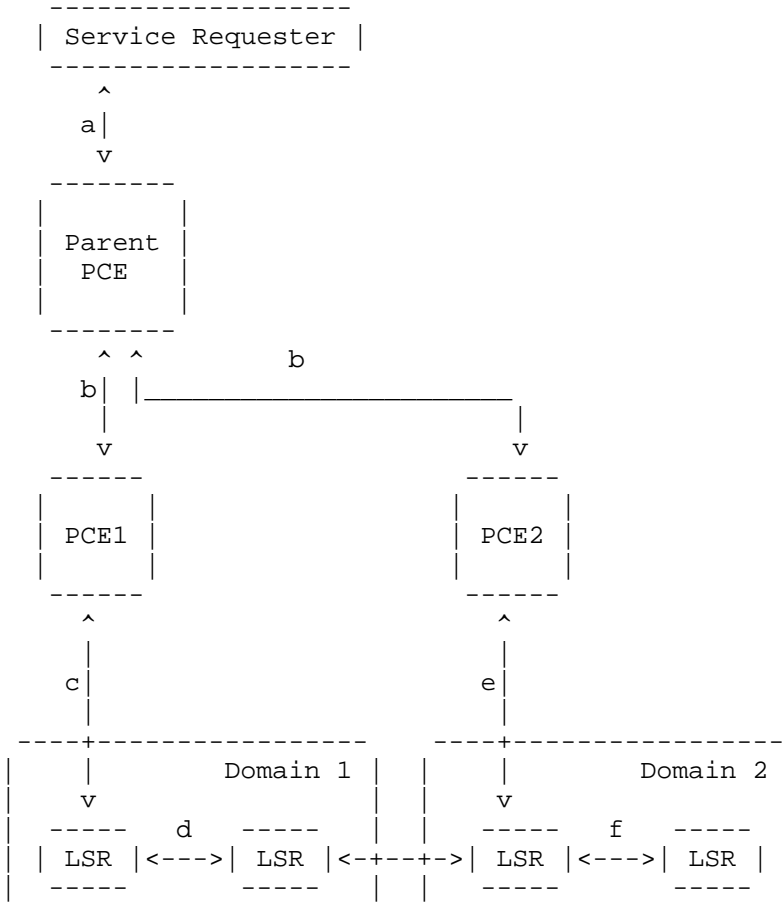 Service Requester
a
Parent
PCE
b
b
PCE1 PCE2
c e
Domain 1 Domain 2
d f
LSR LSR LSR LSR